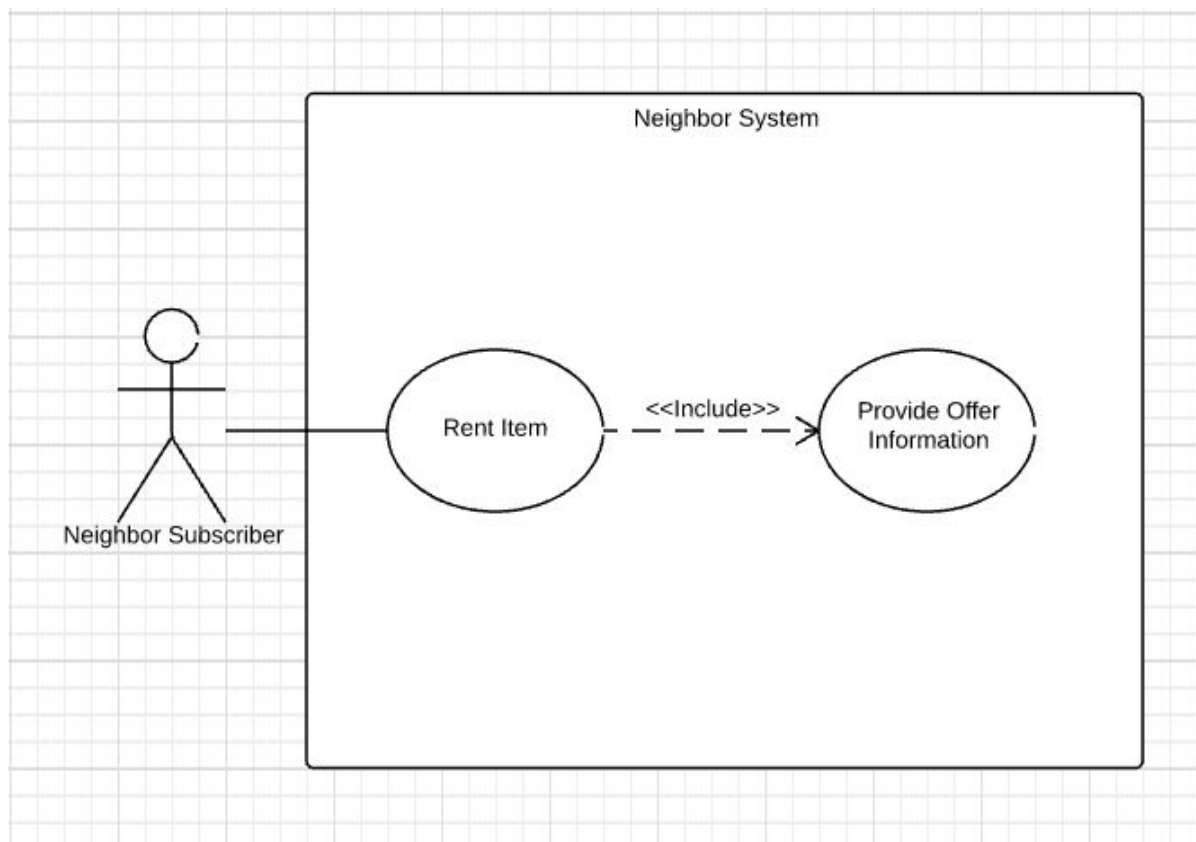 Neighbor System
Rent Item
<<Include>>
Provide Offer
Information
Neighbor Subscriber